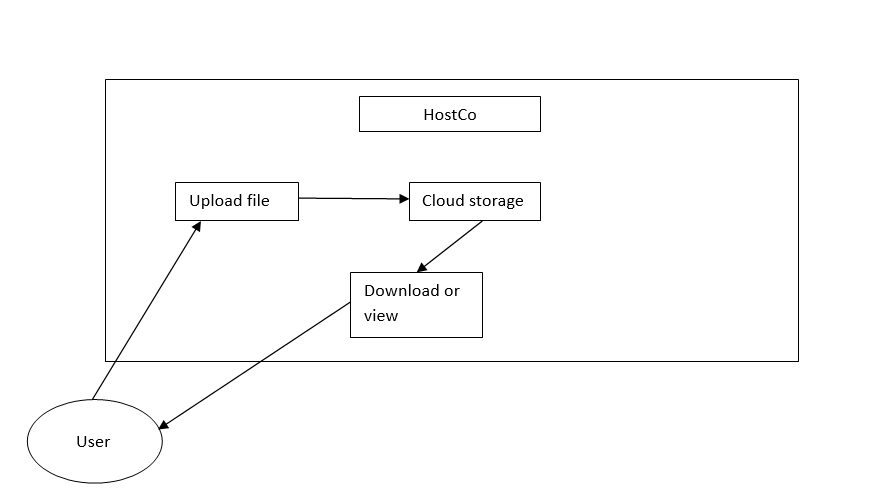 HostCo
Upload file
Cloud storage
Download or
view
User